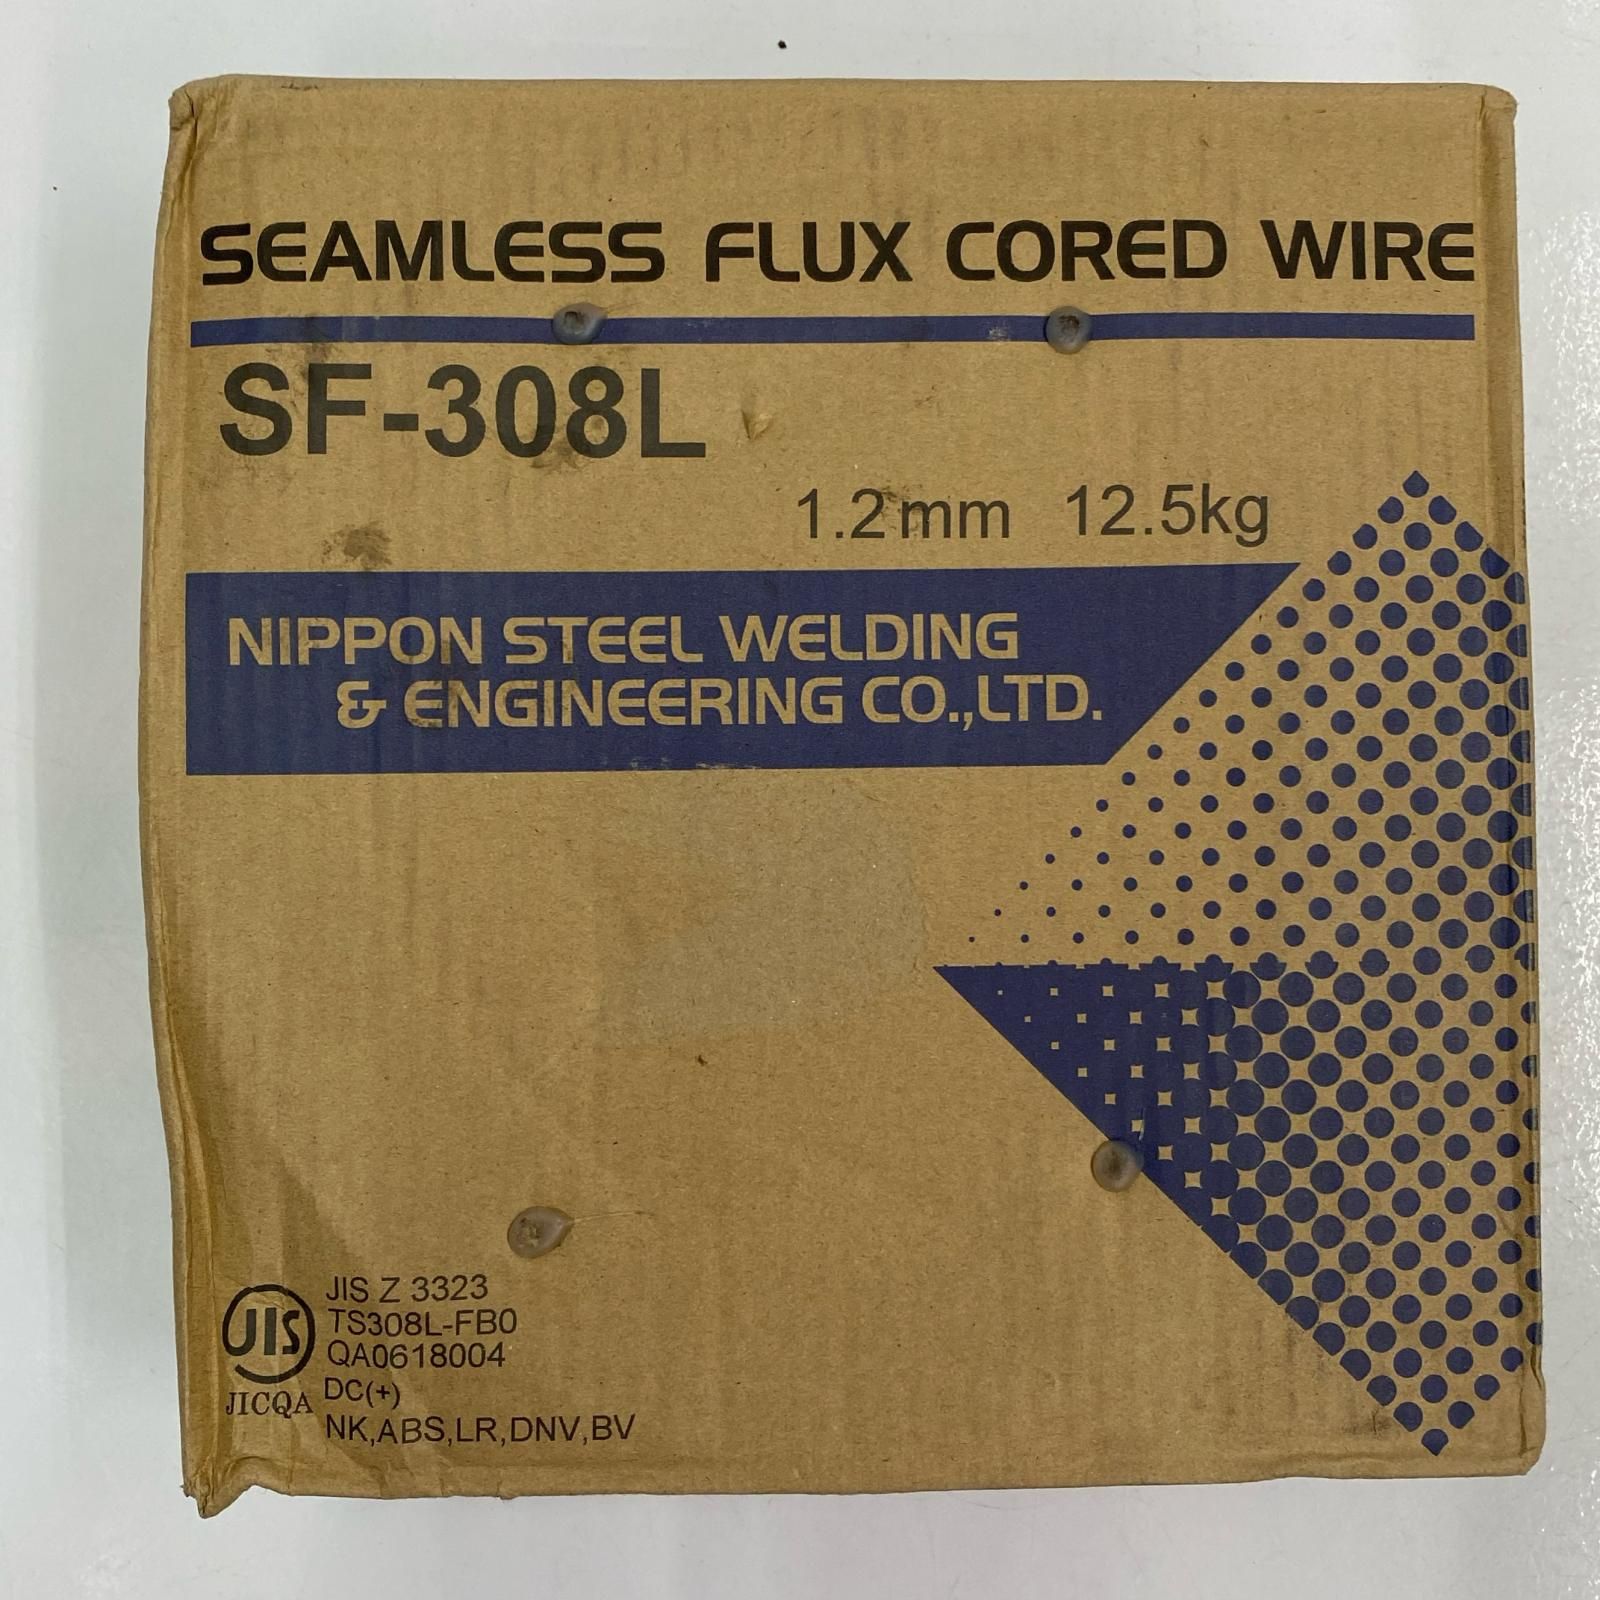 SEAMLESS FLUX CORED WIRE
SF-308L
1.2mm 12.5kg
NIPPON STEEL WELDING
& ENGINEERING CO.,LTD.
JIS
JICQA
JIS Z 3323
TS308L-FB0
QA0618004
DC(+)
NK,ABS,LR,DNV,BV